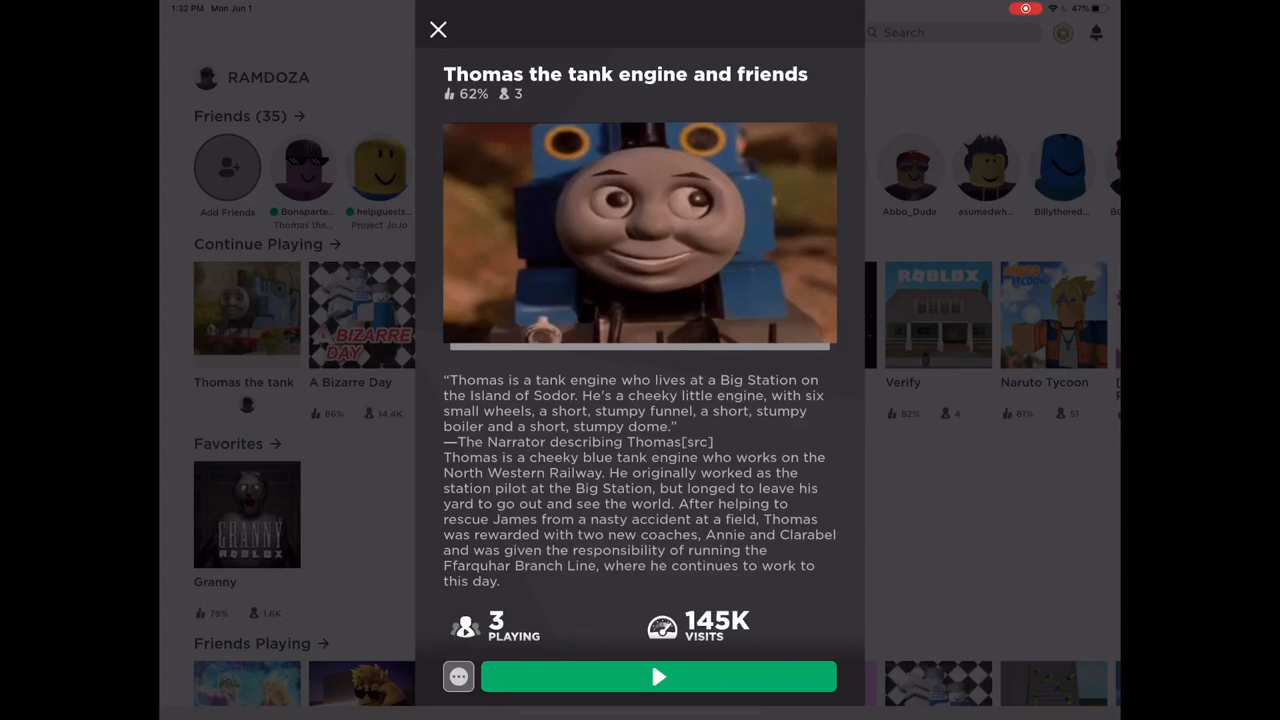 1:32 PM Mon Jun 1
47%
Search
RAMDOZA
Friends (35) →
Add Friends
Bonaparte...
Thomas the...
helpguests...
Project JoJo
Abbo_Dude
asumedwh...
Billythered...
Continue Playing →
A BIZARRE DAY
ROBLOX
Thomas the tank
A Bizarre Day
86% 14.4K
Verify
82% 4
Naruto Tycoon
81% 51
Favorites →
GRANNY
ROBLOX
Granny
79% 1.6K
Friends Playing →
Thomas the tank engine and friends
62% 3
“Thomas is a tank engine who lives at a Big Station on
the Island of Sodor. He's a cheeky little engine, with six
small wheels, a short, stumpy funnel, a short, stumpy
boiler and a short, stumpy dome.”
—The Narrator describing Thomas[src]
Thomas is a cheeky blue tank engine who works on the
North Western Railway. He originally worked as the
station pilot at the Big Station, but longed to leave his
yard to go out and see the world. After helping to
rescue James from a nasty accident at a field, Thomas
was rewarded with two new coaches, Annie and Clarabel
and was given the responsibility of running the
Ffarquhar Branch Line, where he continues to work to
this day.
3
PLAYING
145K
VISITS